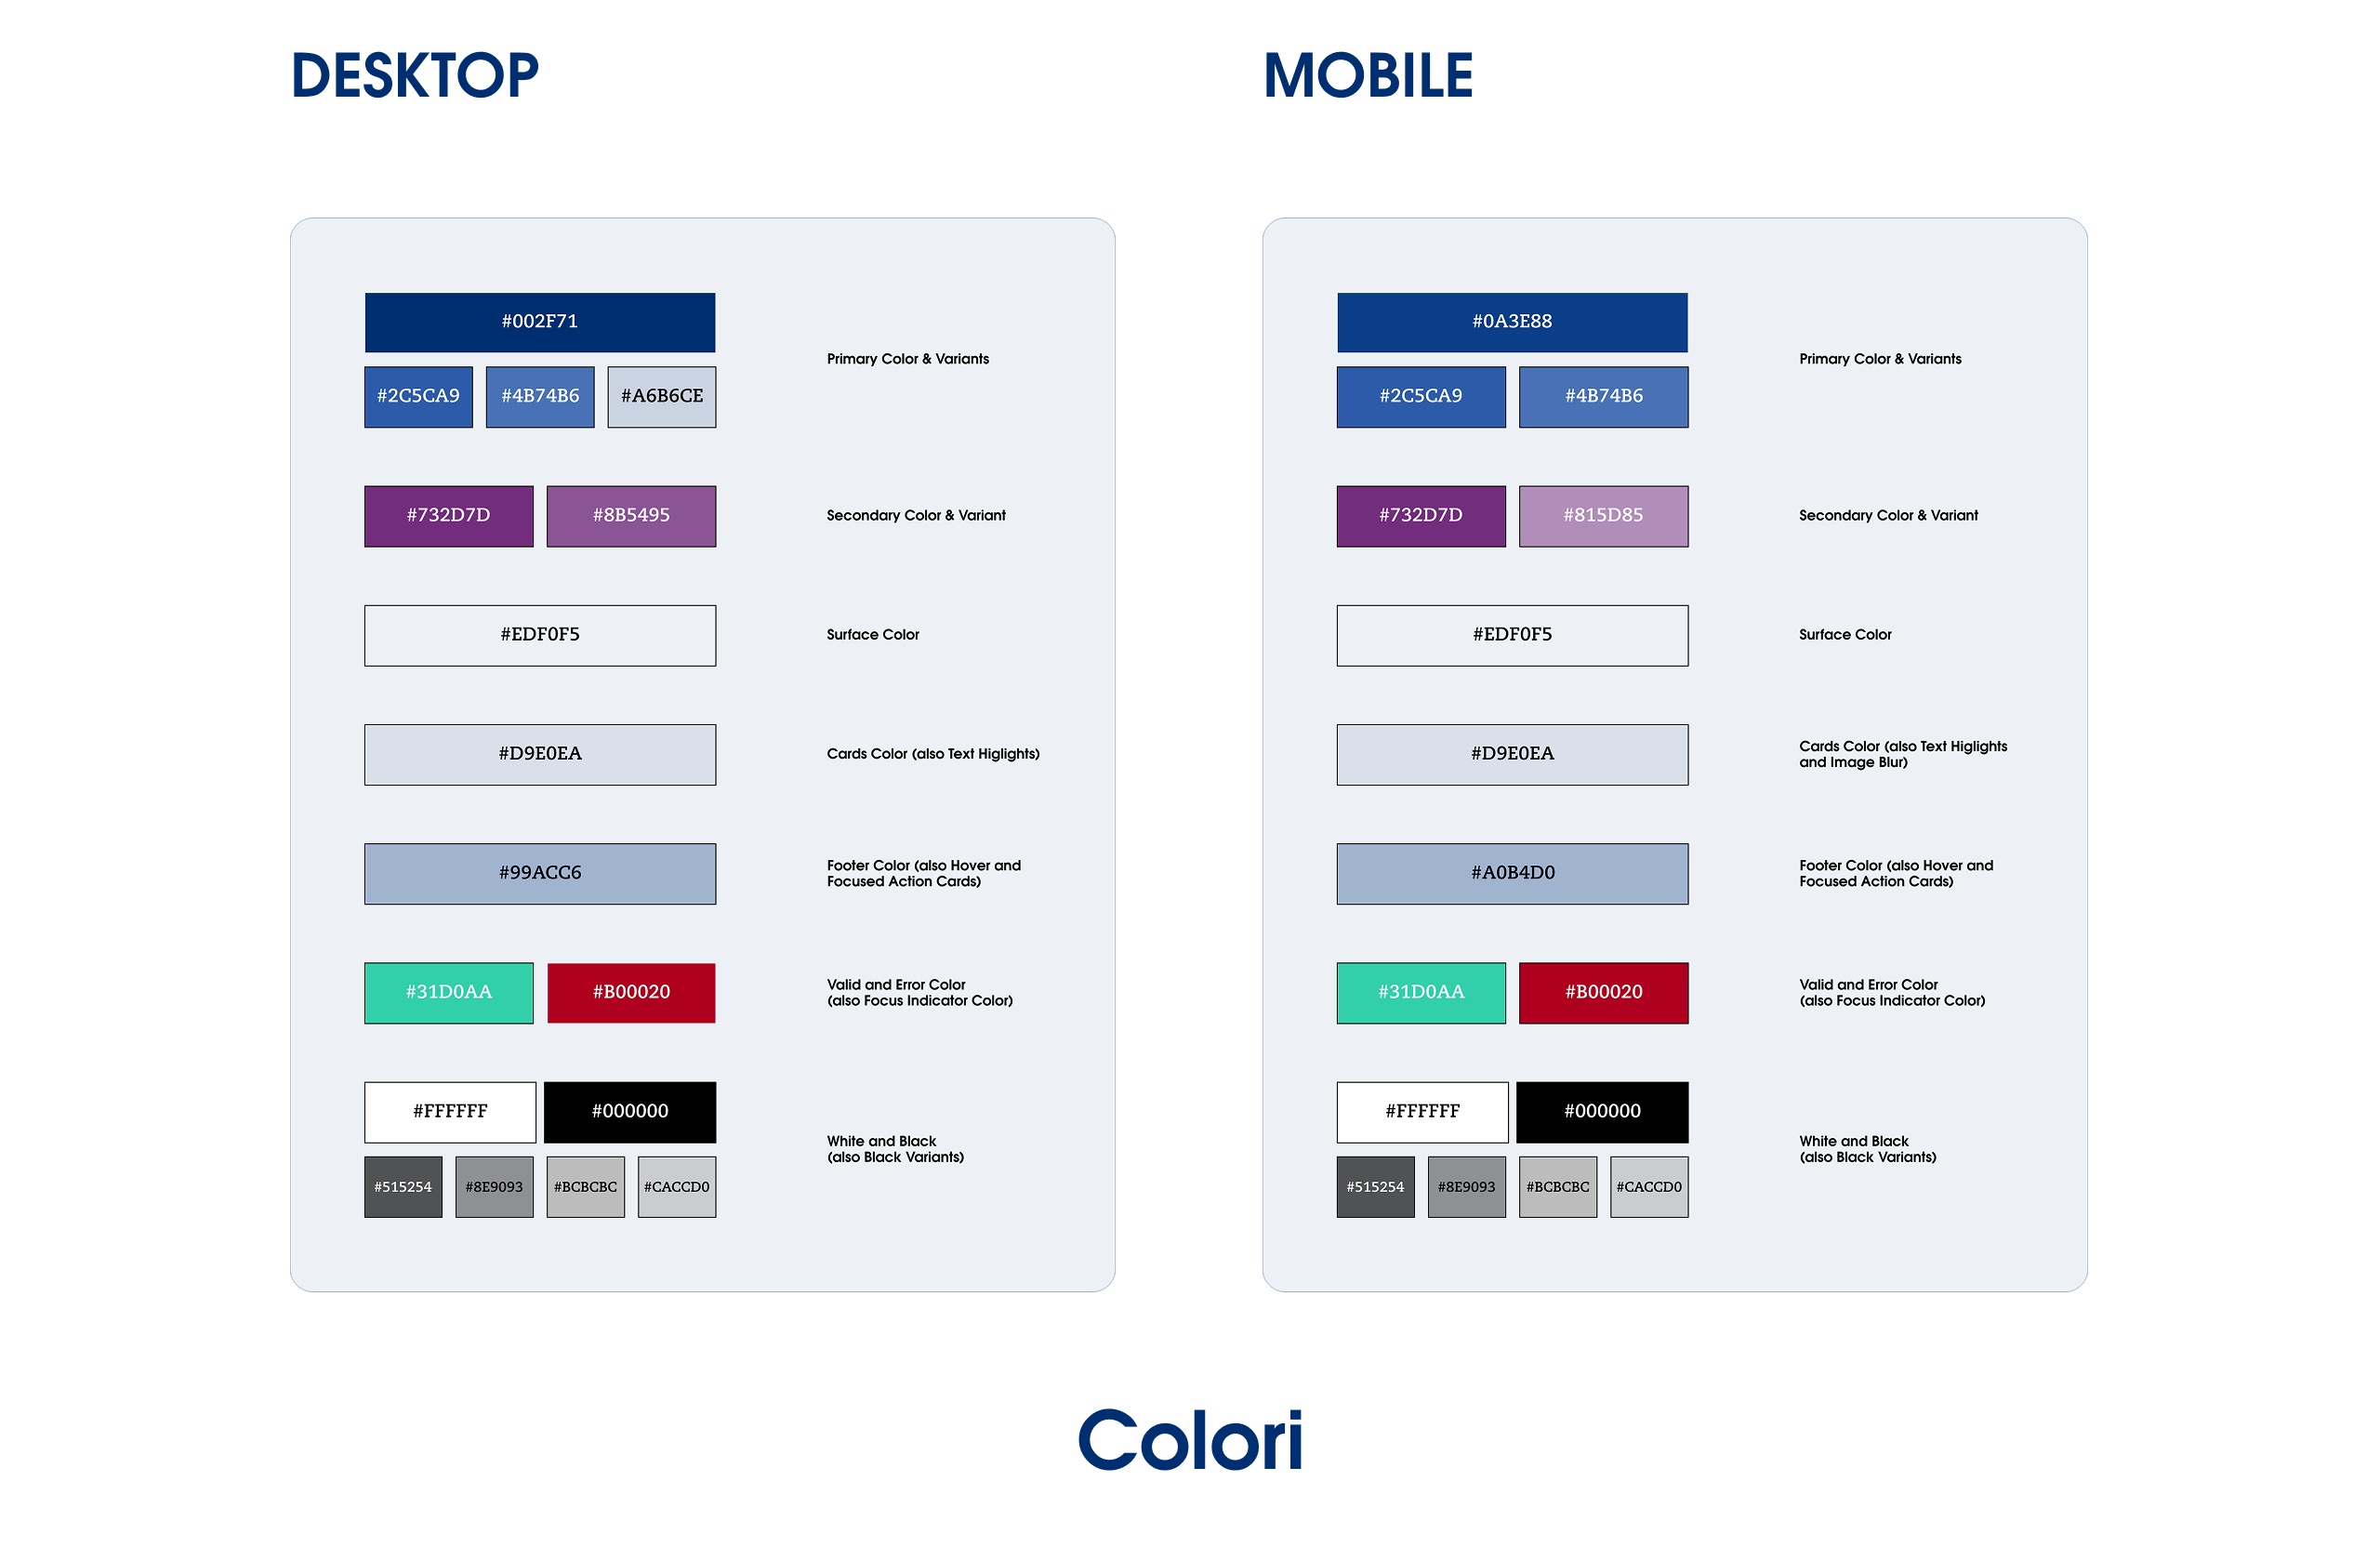 DESKTOP
#002F71
#2C5CA9 #4B74B6 #A6B6CE
Primary Color & Variants
#732D7D #8B5495
Secondary Color & Variant
#EDF0F5
Surface Color
#D9E0EA
Cards Color (also Text Higlights)
#99ACC6
Footer Color (also Hover and
Focused Action Cards)
#31D0AA #B00020
Valid and Error Color
(also Focus Indicator Color)
#FFFFFF #000000
White and Black
(also Black Variants)
#515254 #8E9093 #BCBCBC #CACCD0
MOBILE
#0A3E88
#2C5CA9 #4B74B6
Primary Color & Variants
#732D7D #815D85
Secondary Color & Variant
#EDF0F5
Surface Color
#D9E0EA
Cards Color (also Text Higlights
and Image Blur)
#A0B4D0
Footer Color (also Hover and
Focused Action Cards)
#31D0AA #B00020
Valid and Error Color
(also Focus Indicator Color)
#FFFFFF #000000
White and Black
(also Black Variants)
#515254 #8E9093 #BCBCBC #CACCD0
Colori